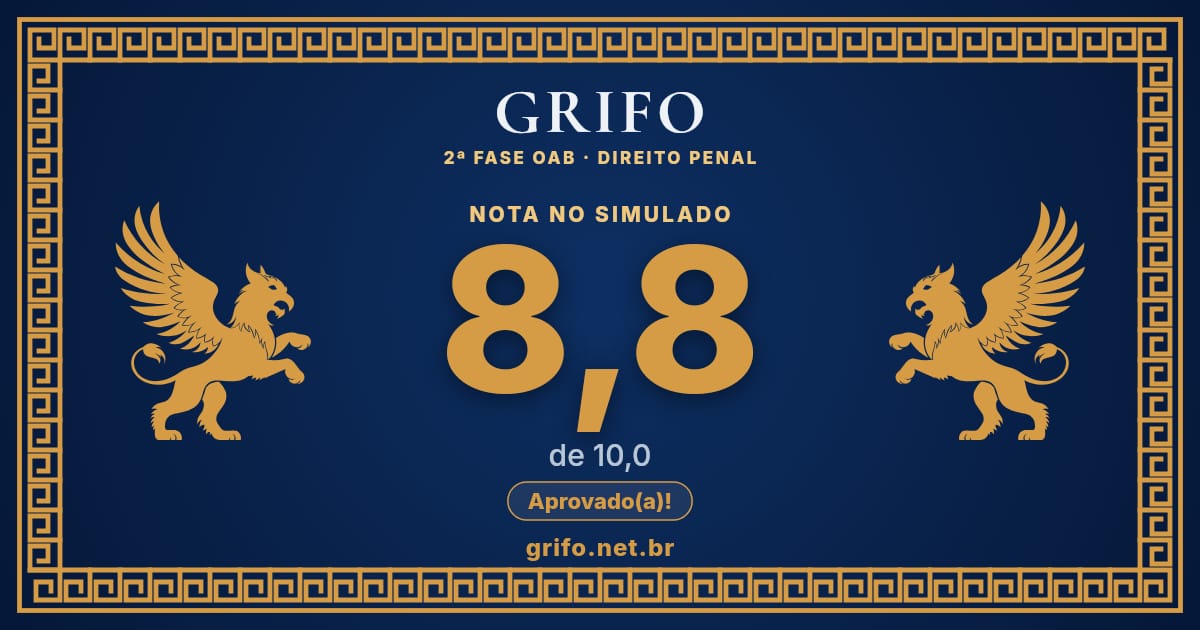 GRIFO
2ª FASE OAB · DIREITO PENAL
NOTA NO SIMULADO
8,8
de 10,0
Aprovado(a)!
grifo.net.br